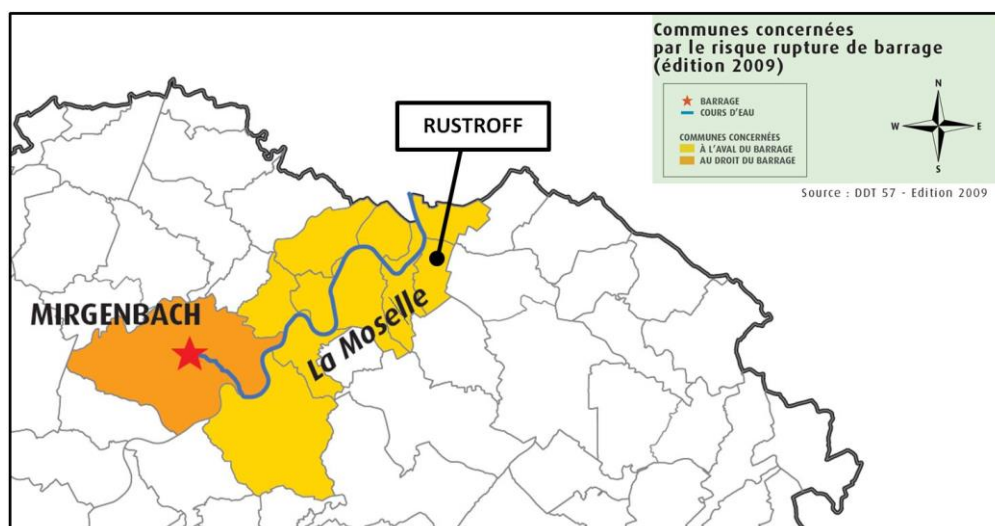 Communes concernées
par le risque rupture de barrage
(édition 2009)
BARRAGE
COURS D'EAU
COMMUNES CONCERNÉES
À L'AVAL DU BARRAGE
AU DROIT DU BARRAGE
N
W
E
S
Source : DDT 57 - Edition 2009
RUSTROFF
MIRGENBACH
La Moselle